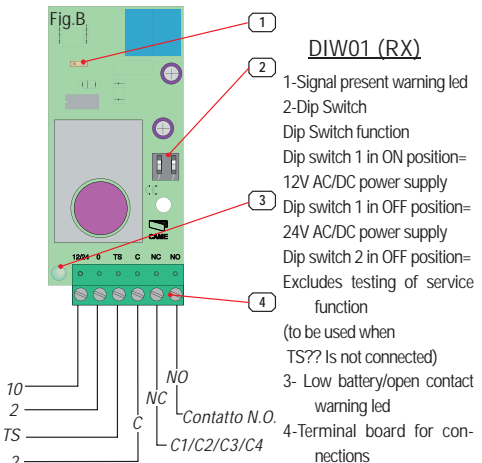 Fig.B
1
2
3
4
CAME
12/24 0 TS C NC NO
10
2
TS
2
C
NC
NO
Contatto N.O.
C1/C2/C3/C4
DIW01 (RX)
1-Signal present warning led
2-Dip Switch
Dip Switch function
Dip switch 1 in ON position=
12V AC/DC power supply
Dip switch 1 in OFF position=
24V AC/DC power supply
Dip switch 2 in OFF position=
Excludes testing of service
function
(to be used when
TS?? Is not connected)
3- Low battery/open contact
warning led
4-Terminal board for con-
nections